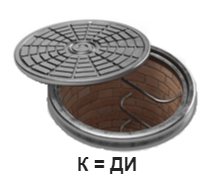 К = ДИ